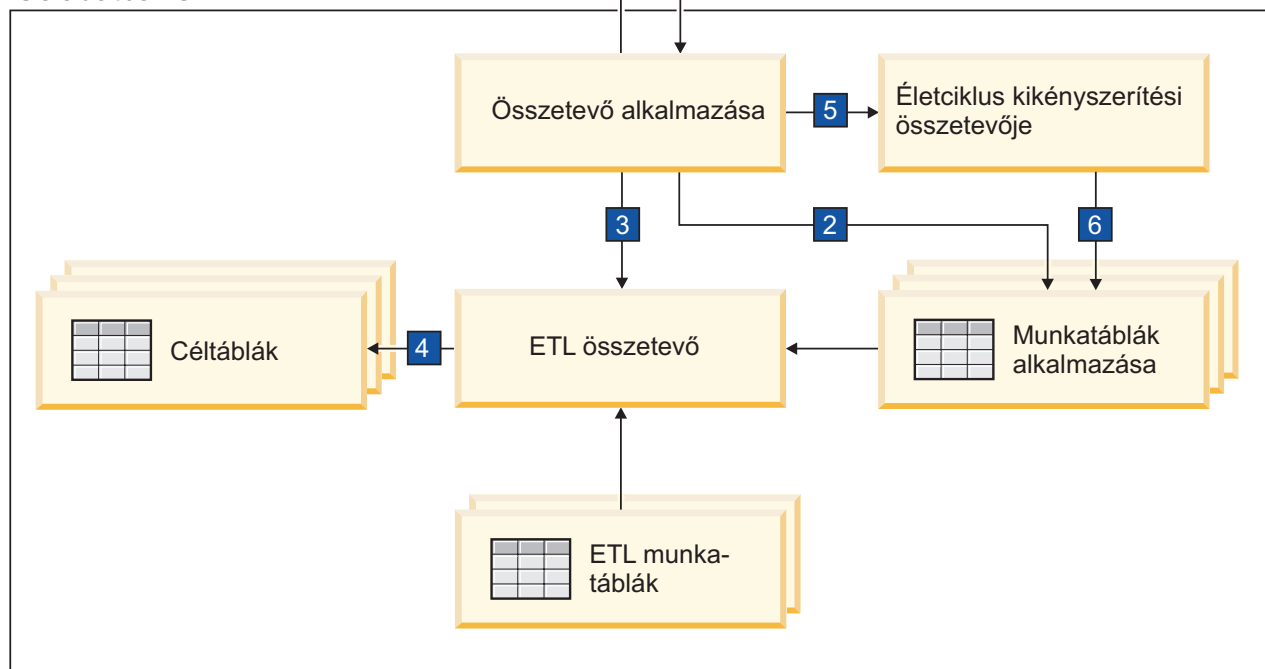 Összetevő alkalmazása
5
Életciklus kikényszerítési
összetevője
3
2
6
Céltáblák
4
ETL összetevő
Munkatáblák
alkalmazása
ETL munka-
táblák